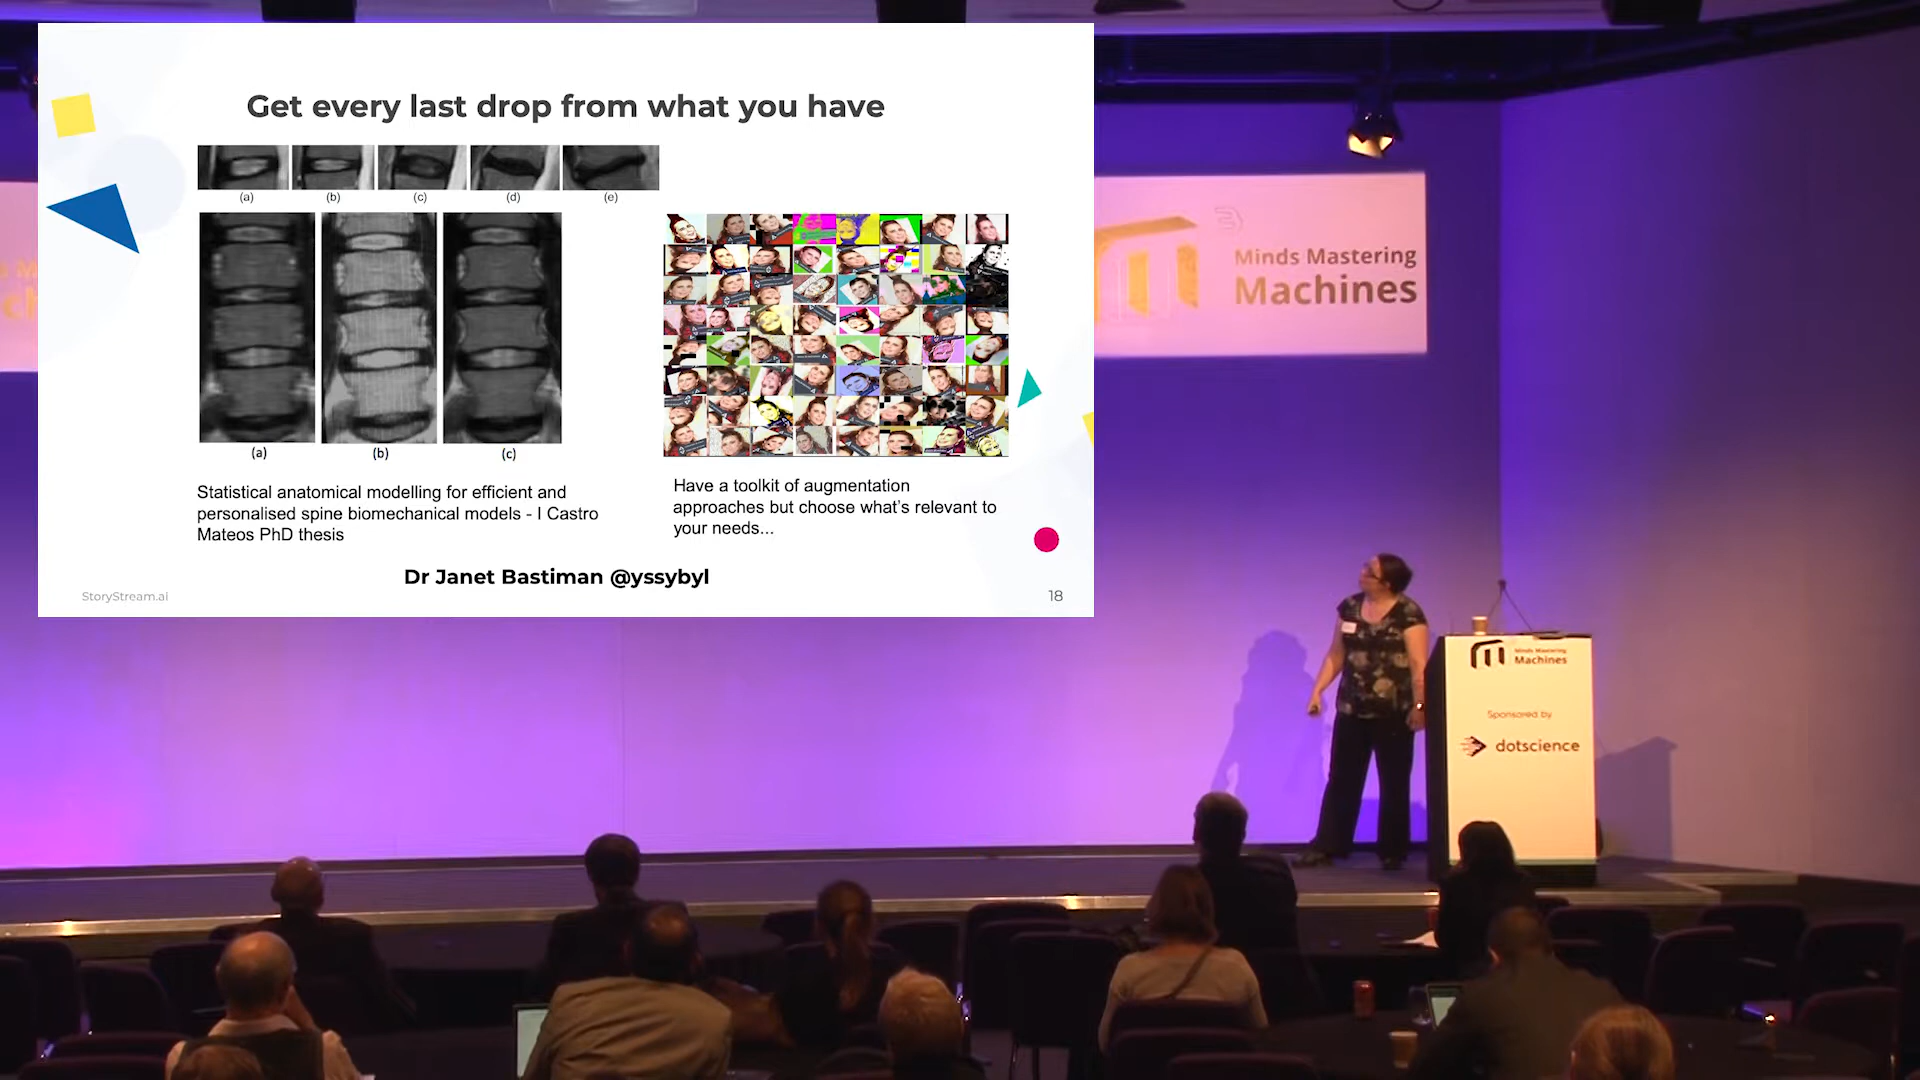 Get every last drop from what you have
(a)
(b)
(c)
(d)
(e)
(a)
(b)
(c)
Statistical anatomical modelling for efficient and
personalised spine biomechanical models - I Castro
Mateos PhD thesis
Have a toolkit of augmentation
approaches but choose what's relevant to
your needs...
Dr Janet Bastiman @yssybyl
StoryStream.ai
18
Minds Mastering
Machines
Minds Mastering
Machines
Sponsored by
dotscience